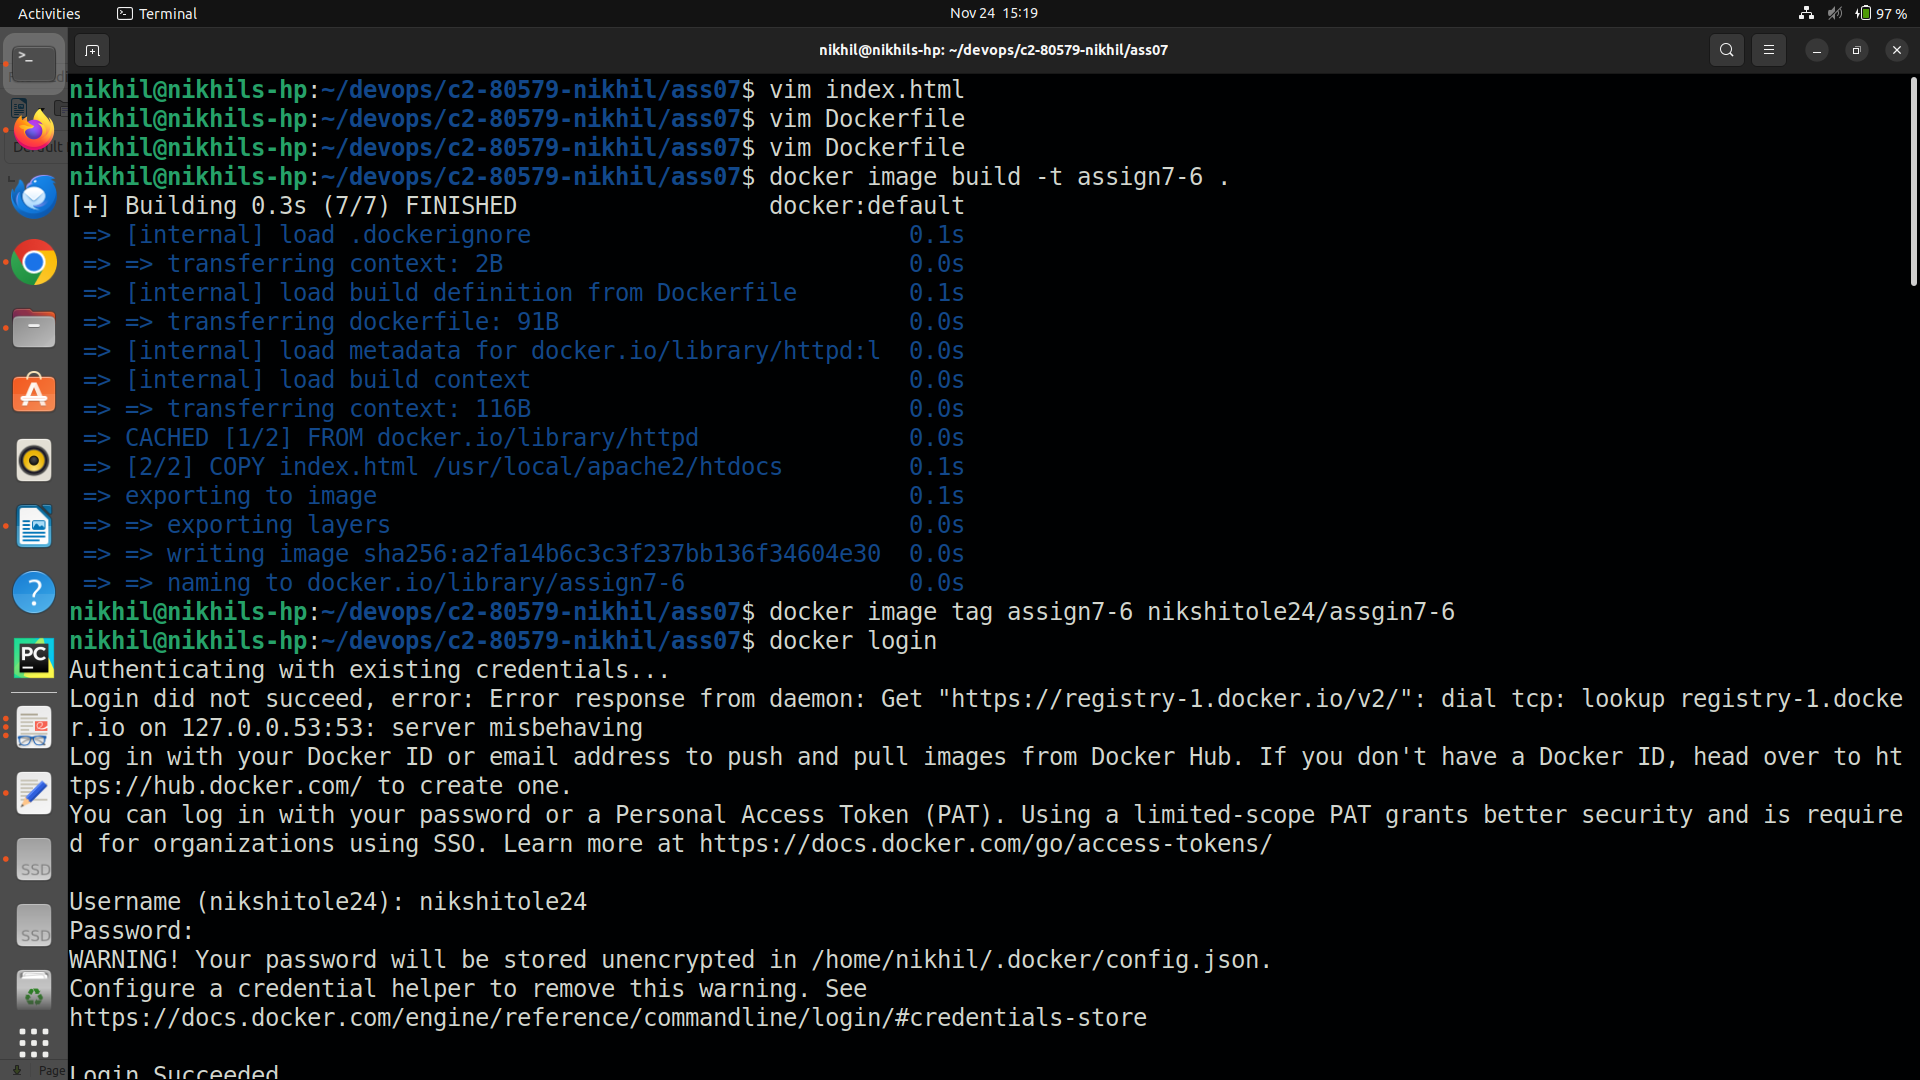 Activities Terminal Nov 24 15:19 97 %
nikhil@nikhils-hp: ~/devops/c2-80579-nikhil/ass07
nikhil@nikhils-hp:~/devops/c2-80579-nikhil/ass07$ vim index.html
nikhil@nikhils-hp:~/devops/c2-80579-nikhil/ass07$ vim Dockerfile
nikhil@nikhils-hp:~/devops/c2-80579-nikhil/ass07$ vim Dockerfile
nikhil@nikhils-hp:~/devops/c2-80579-nikhil/ass07$ docker image build -t assign7-6 .
[+] Building 0.3s (7/7) FINISHED docker:default
=> [internal] load .dockerignore 0.1s
=> => transferring context: 2B 0.0s
=> [internal] load build definition from Dockerfile 0.1s
=> => transferring dockerfile: 91B 0.0s
=> [internal] load metadata for docker.io/library/httpd:l 0.0s
=> [internal] load build context 0.0s
=> => transferring context: 116B 0.0s
=> CACHED [1/2] FROM docker.io/library/httpd 0.0s
=> [2/2] COPY index.html /usr/local/apache2/htdocs 0.1s
=> exporting to image 0.1s
=> => exporting layers 0.0s
=> => writing image sha256:a2fa14b6c3c3f237bb136f34604e30 0.0s
=> => naming to docker.io/library/assign7-6 0.0s
nikhil@nikhils-hp:~/devops/c2-80579-nikhil/ass07$ docker image tag assign7-6 nikshitole24/assgin7-6
nikhil@nikhils-hp:~/devops/c2-80579-nikhil/ass07$ docker login
Authenticating with existing credentials...
Login did not succeed, error: Error response from daemon: Get "https://registry-1.docker.io/v2/": dial tcp: lookup registry-1.docke
r.io on 127.0.0.53:53: server misbehaving
Log in with your Docker ID or email address to push and pull images from Docker Hub. If you don't have a Docker ID, head over to ht
tps://hub.docker.com/ to create one.
You can log in with your password or a Personal Access Token (PAT). Using a limited-scope PAT grants better security and is require
d for organizations using SSO. Learn more at https://docs.docker.com/go/access-tokens/
Username (nikshitole24): nikshitole24
Password:
WARNING! Your password will be stored unencrypted in /home/nikhil/.docker/config.json.
Configure a credential helper to remove this warning. See
https://docs.docker.com/engine/reference/commandline/login/#credentials-store
Login Succeeded
PC
SSD
SSD
Page